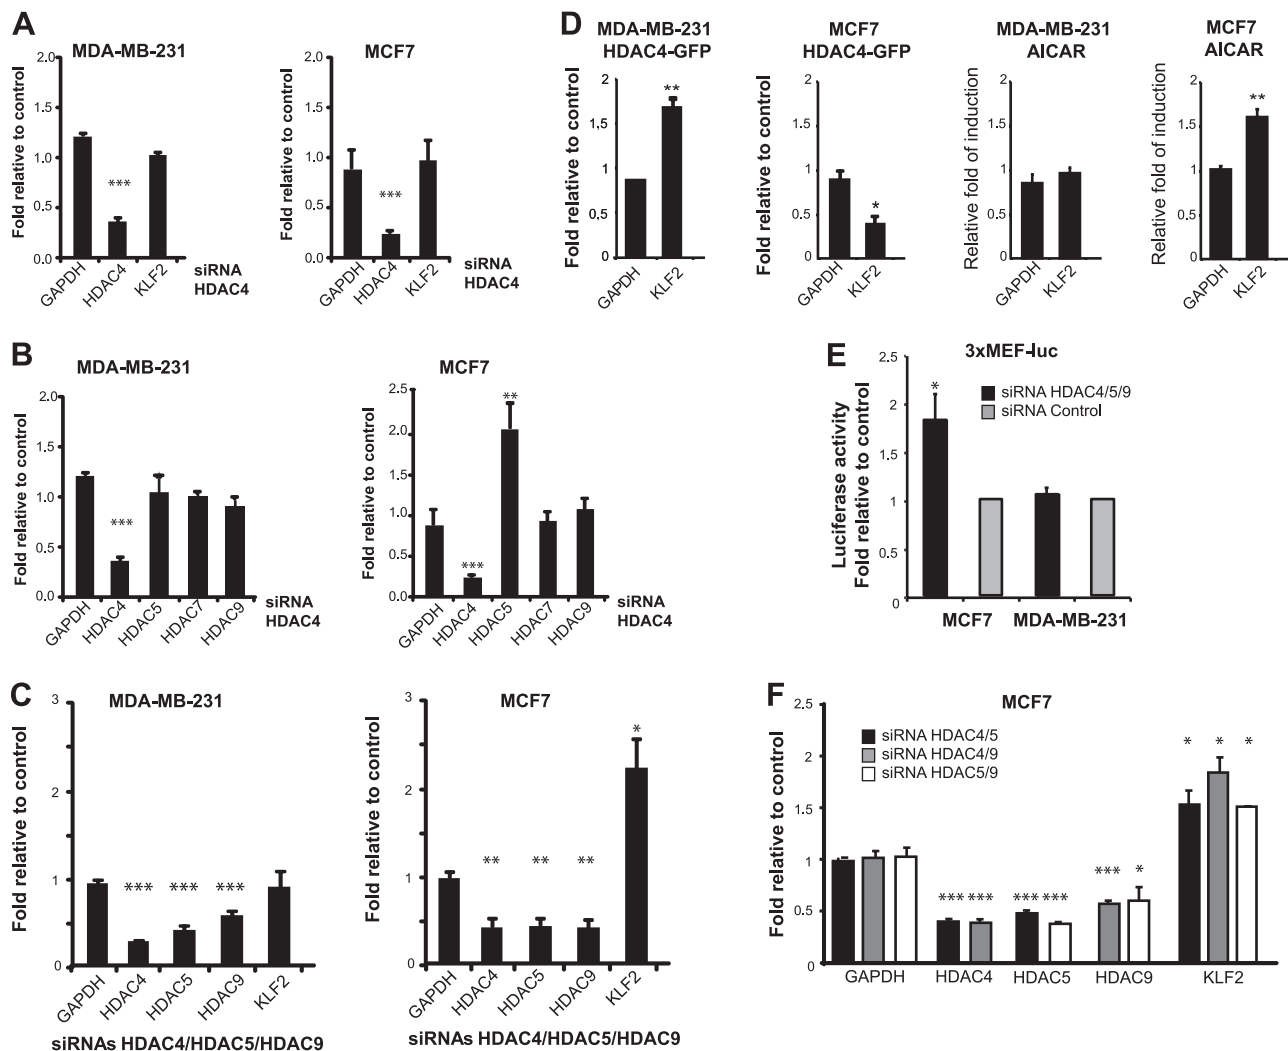 A
MDA-MB-231
Fold relative to control
2.0
1.5
1.0
0.5
0.0
***
GAPDH
HDAC4
KLF2
siRNA
HDAC4
MCF7
Fold relative to control
2.0
1.5
1.0
0.5
0.0
***
GAPDH
HDAC4
KLF2
siRNA
HDAC4
D
MDA-MB-231
HDAC4-GFP
Fold relative to control
2
1.5
1
0.5
0
**
GAPDH
KLF2
MCF7
HDAC4-GFP
Fold relative to control
2
1.5
1
0.5
0
*
GAPDH
KLF2
MDA-MB-231
AICAR
Relative fold of induction
2
1.5
1
0.5
0
GAPDH
KLF2
MCF7
AICAR
Relative fold of induction
2
1.5
1
0.5
0
**
GAPDH
KLF2
B
MDA-MB-231
Fold relative to control
2.0
1.5
1.0
0.5
0.0
***
GAPDH
HDAC4
HDAC5
HDAC7
HDAC9
siRNA
HDAC4
MCF7
Fold relative to control
2.5
2.0
1.5
1.0
0.5
0.0
***
**
GAPDH
HDAC4
HDAC5
HDAC7
HDAC9
siRNA
HDAC4
E
3xMEF-luc
Luciferase activity
Fold relative to control
2.5
2
1.5
1
0.5
0
*
siRNA HDAC4/5/9
siRNA Control
MCF7 MDA-MB-231
C
MDA-MB-231
Fold relative to control
3
2
1
0
*** *** ***
GAPDH
HDAC4
HDAC5
HDAC9
KLF2
siRNAs HDAC4/HDAC5/HDAC9
MCF7
Fold relative to control
3
2
1
0
** ** **
*
GAPDH
HDAC4
HDAC5
HDAC9
KLF2
siRNAs HDAC4/HDAC5/HDAC9
F
MCF7
Fold relative to control
2.5
2
1.5
1
0.5
0
siRNA HDAC4/5
siRNA HDAC4/9
siRNA HDAC5/9
*** ***
*** ***
*** *
* * *
GAPDH HDAC4 HDAC5 HDAC9 KLF2